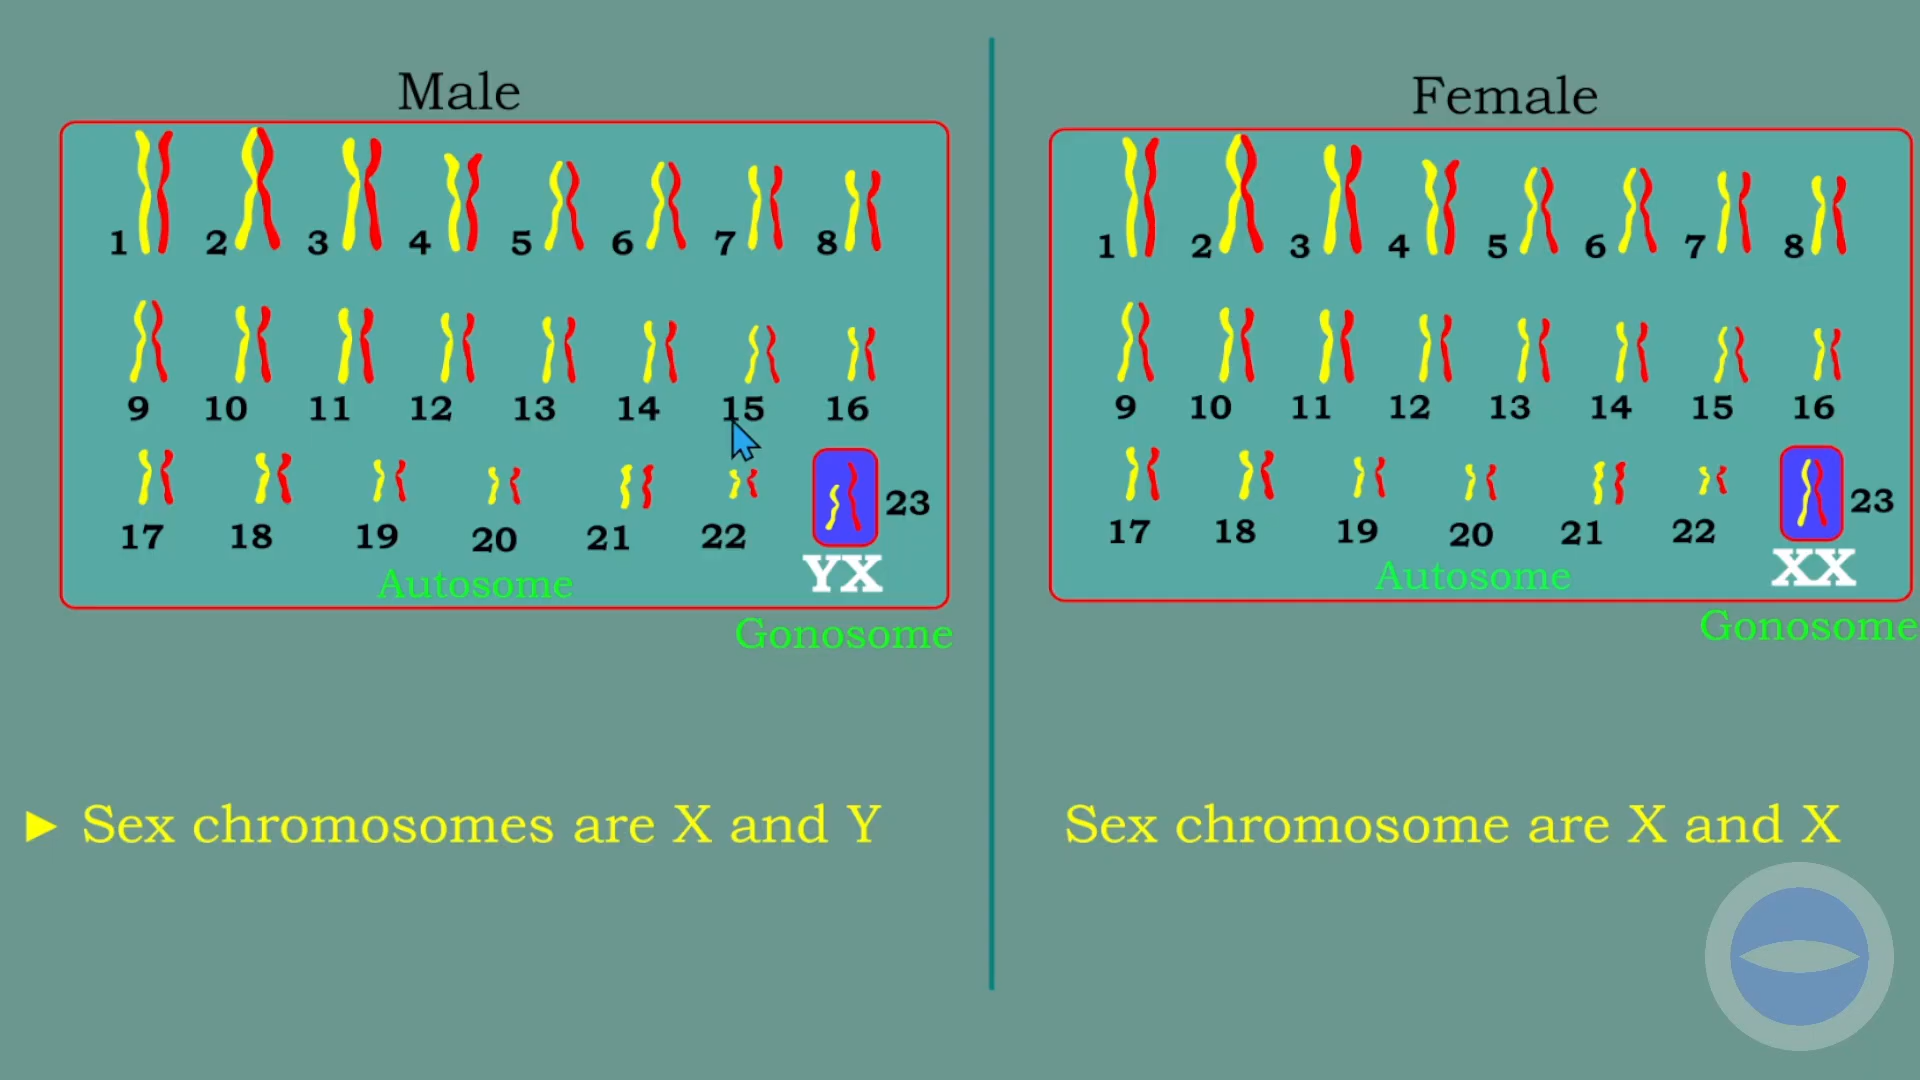 Male
1 2 3 4 5 6 7 8
9 10 11 12 13 14 15 16
17 18 19 20 21 22 23
YX
Autosome
Gonosome
► Sex chromosomes are X and Y
Female
1 2 3 4 5 6 7 8
9 10 11 12 13 14 15 16
17 18 19 20 21 22 23
XX
Autosome
Gonosome
Sex chromosome are X and X